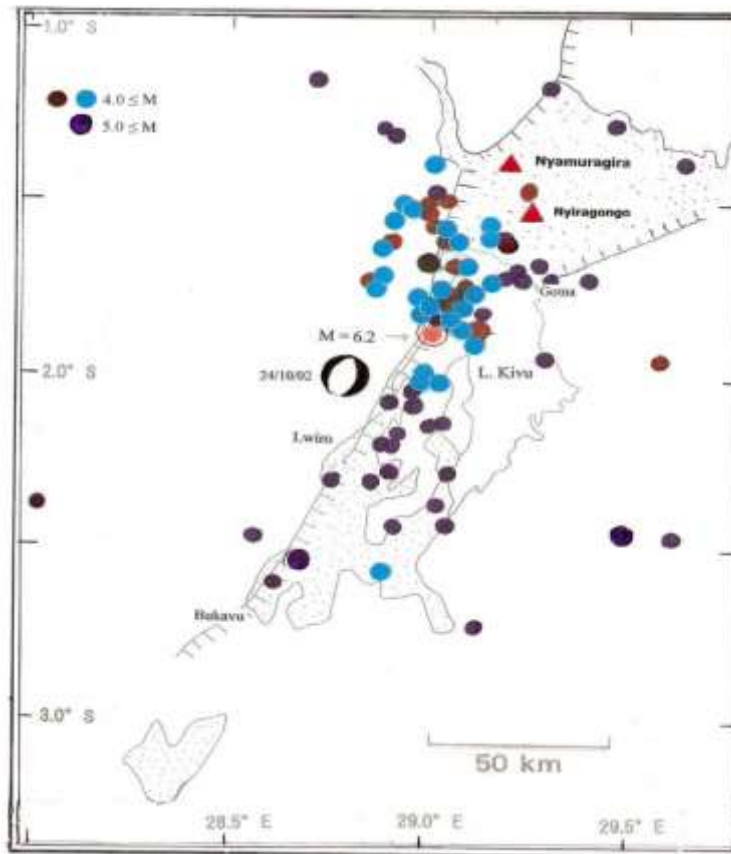 1.0° S
4.0 ≤ M
5.0 ≤ M
Nyamuragira
Nyiragongo
Goma
M = 6.2
2.0° S
24/10/02
L. Kivu
Lwiro
Bukavu
3.0° S
50 km
28.5° E
29.0° E
29.5° E